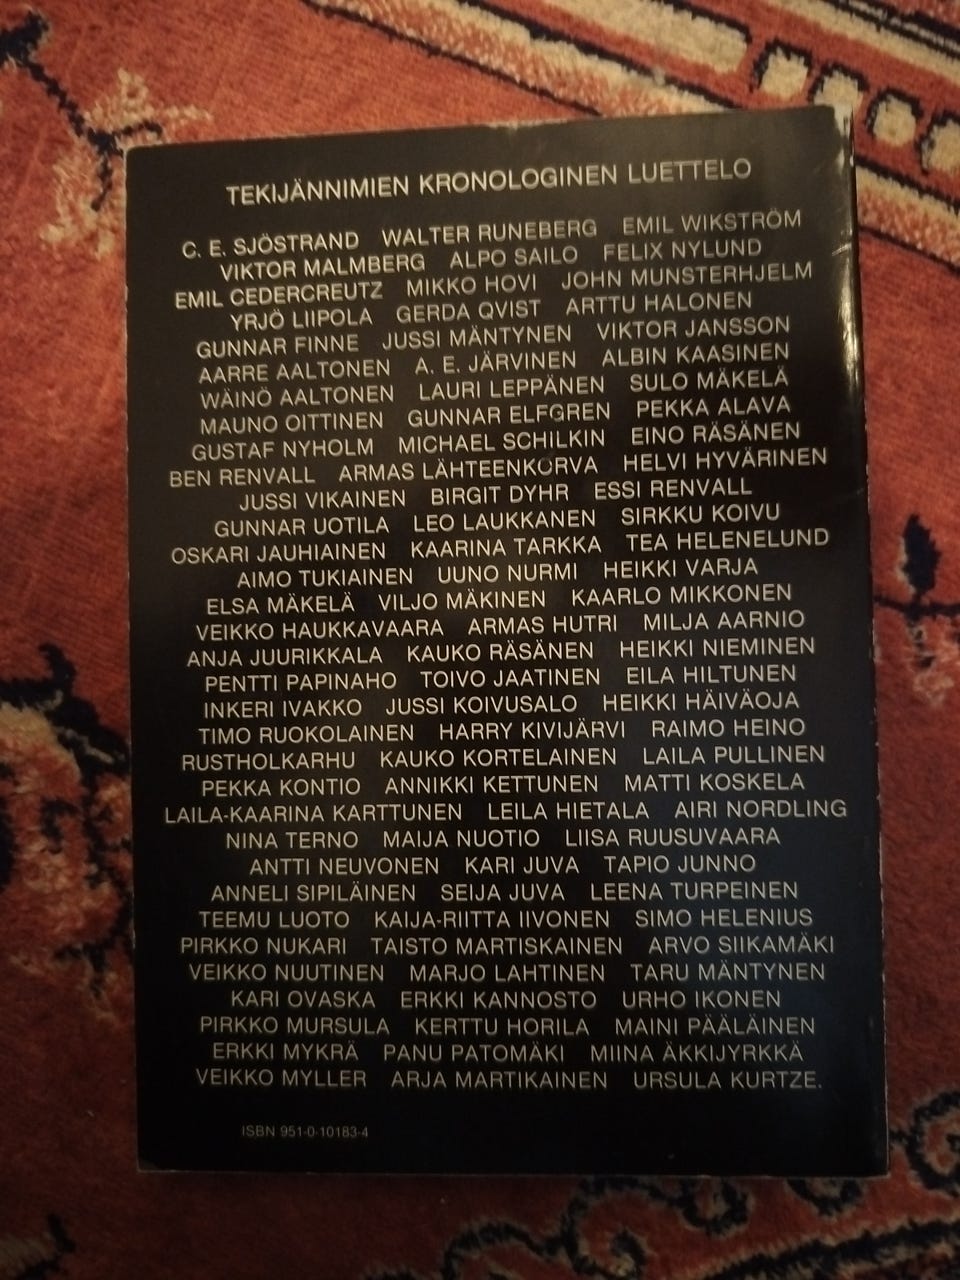 TEKIJÄNNIMIEN KRONOLOGINEN LUETTELO
C. E. SJÖSTRAND WALTER RUNEBERG EMIL WIKSTRÖM
VIKTOR MALMBERG ALPO SAILO FELIX NYLUND
EMIL CEDERCREUTZ MIKKO HOVI JOHN MUNSTERHJELM
YRJÖ LIIPOLA GERDA QVIST ARTTU HALONEN
GUNNAR FINNE JUSSI MÄNTYNEN VIKTOR JANSSON
AARRE AALTONEN A. E. JÄRVINEN ALBIN KAASINEN
WÄINÖ AALTONEN LAURI LEPPÄNEN SULO MÄKELÄ
MAUNO OITTINEN GUNNAR ELFGREN PEKKA ALAVA
GUSTAF NYHOLM MICHAEL SCHILKIN EINO RÄSÄNEN
BEN RENVALL ARMAS LÄHTEENKORVA HELVI HYVÄRINEN
JUSSI VIKAINEN BIRGIT DYHR ESSI RENVALL
GUNNAR UOTILA LEO LAUKKANEN SIRKKU KOIVU
OSKARI JAUHIAINEN KAARINA TARKKA TEA HELENELUND
AIMO TUKIAINEN UUNO NURMI HEIKKI VARJA
ELSA MÄKELÄ VILJO MÄKINEN KAARLO MIKKONEN
VEIKKO HAUKKAVAARA ARMAS HUTRI MILJA AARNIO
ANJA JUURIKKALA KAUKO RÄSÄNEN HEIKKI NIEMINEN
PENTTI PAPINAHO TOIVO JAATINEN EILA HILTUNEN
INKERI IVAKKO JUSSI KOIVUSALO HEIKKI HÄIVÄOJA
TIMO RUOKOLAINEN HARRY KIVIJÄRVI RAIMO HEINO
RUSTHOLKARHU KAUKO KORTELAINEN LAILA PULLINEN
PEKKA KONTIO ANNIKKI KETTUNEN MATTI KOSKELA
LAILA-KAARINA KARTTUNEN LEILA HIETALA AIRI NORDLING
NINA TERNO MAIJA NUOTIO LIISA RUUSUVAARA
ANTTI NEUVONEN KARI JUVA TAPIO JUNNO
ANNELI SIPILÄINEN SEIJA JUVA LEENA TURPEINEN
TEEMU LUOTO KAIJA-RIITTA IIVONEN SIMO HELENIUS
PIRKKO NUKARI TAISTO MARTISKAINEN ARVO SIIKAMÄKI
VEIKKO NUUTINEN MARJO LAHTINEN TARU MÄNTYNEN
KARI OVASKA ERKKI KANNOSTO URHO IKONEN
PIRKKO MURSULA KERTTU HORILA MAINI PÄÄLÄINEN
ERKKI MYKRÄ PANU PATOMÄKI MIINA ÄKKIJYRKKÄ
VEIKKO MYLLER ARJA MARTIKAINEN URSULA KURTZE.
ISBN 951-0-10183-4